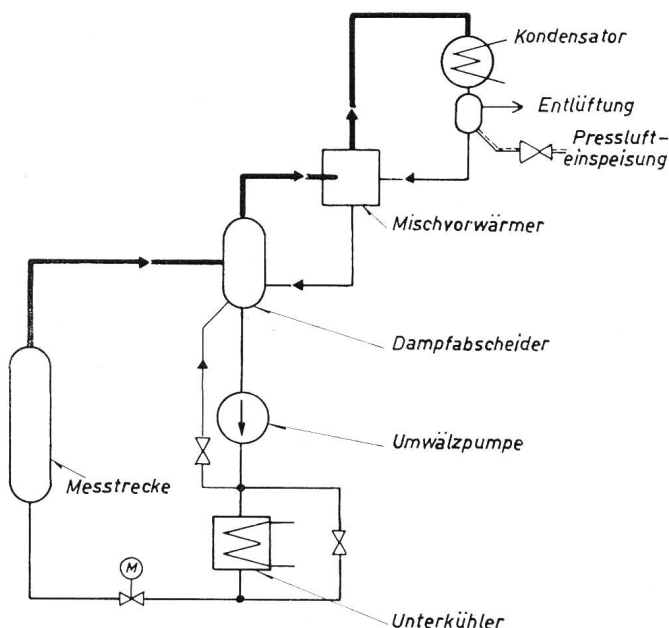 Kondensator
Entlüftung
Pressluft-
einspeisung
Mischvorwärmer
Dampfabscheider
Umwälzpumpe
Messtrecke
M
Unterkühler